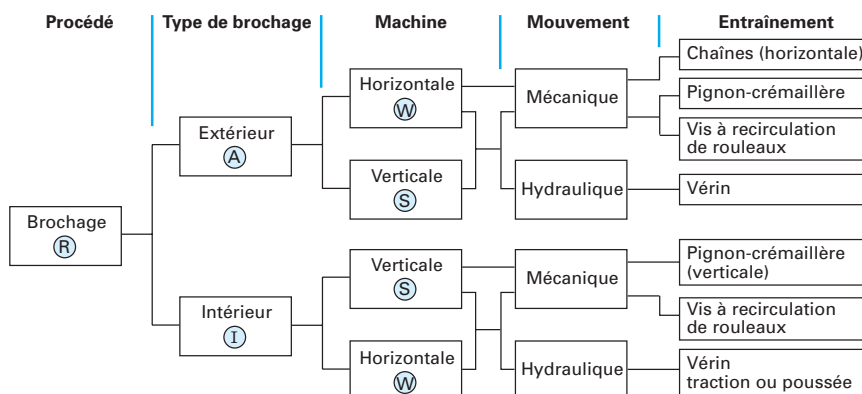 Procédé
Type de brochage
Machine
Mouvement
Entraînement
Brochage
R
Extérieur
A
Intérieur
I
Horizontale
W
Verticale
S
Verticale
S
Horizontale
W
Mécanique
Hydraulique
Mécanique
Hydraulique
Chaînes (horizontale)
Pignon-crémaillère
Vis à recirculation
de rouleaux
Vérin
Pignon-crémaillère
(verticale)
Vis à recirculation
de rouleaux
Vérin
traction ou poussée